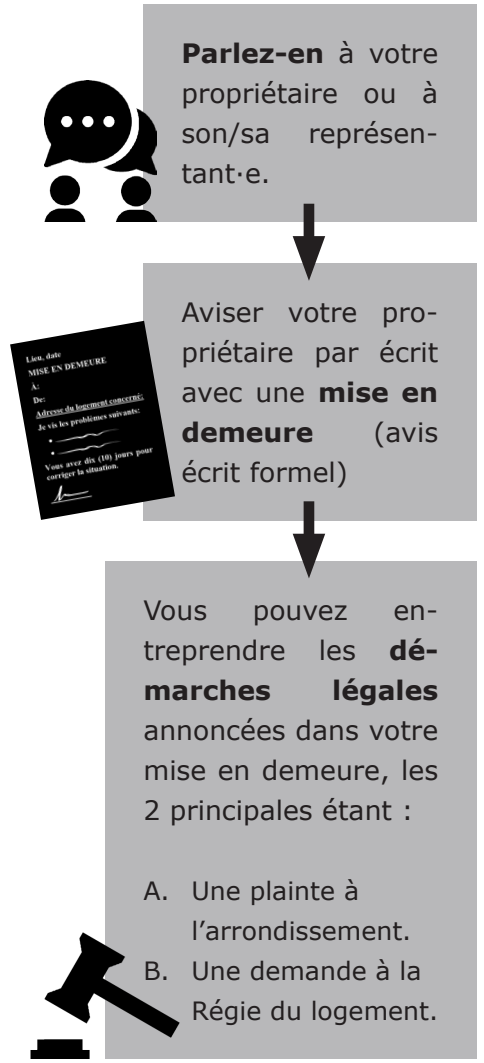 Parlez-en à votre
propriétaire ou à
son/sa représen-
tant·e.
Aviser votre pro-
priétaire par écrit
avec une mise en
demeure (avis
écrit formel)
Lieu, date
MISE EN DEMEURE
À:
De:
Adresse du logement concerné:
Je vis les problèmes suivants:
Vous avez dix (10) jours pour
corriger la situation.
Vous pouvez en-
treprendre les dé-
marches légales
annoncées dans votre
mise en demeure, les
2 principales étant :
A. Une plainte à
l’arrondissement.
B. Une demande à la
Régie du logement.